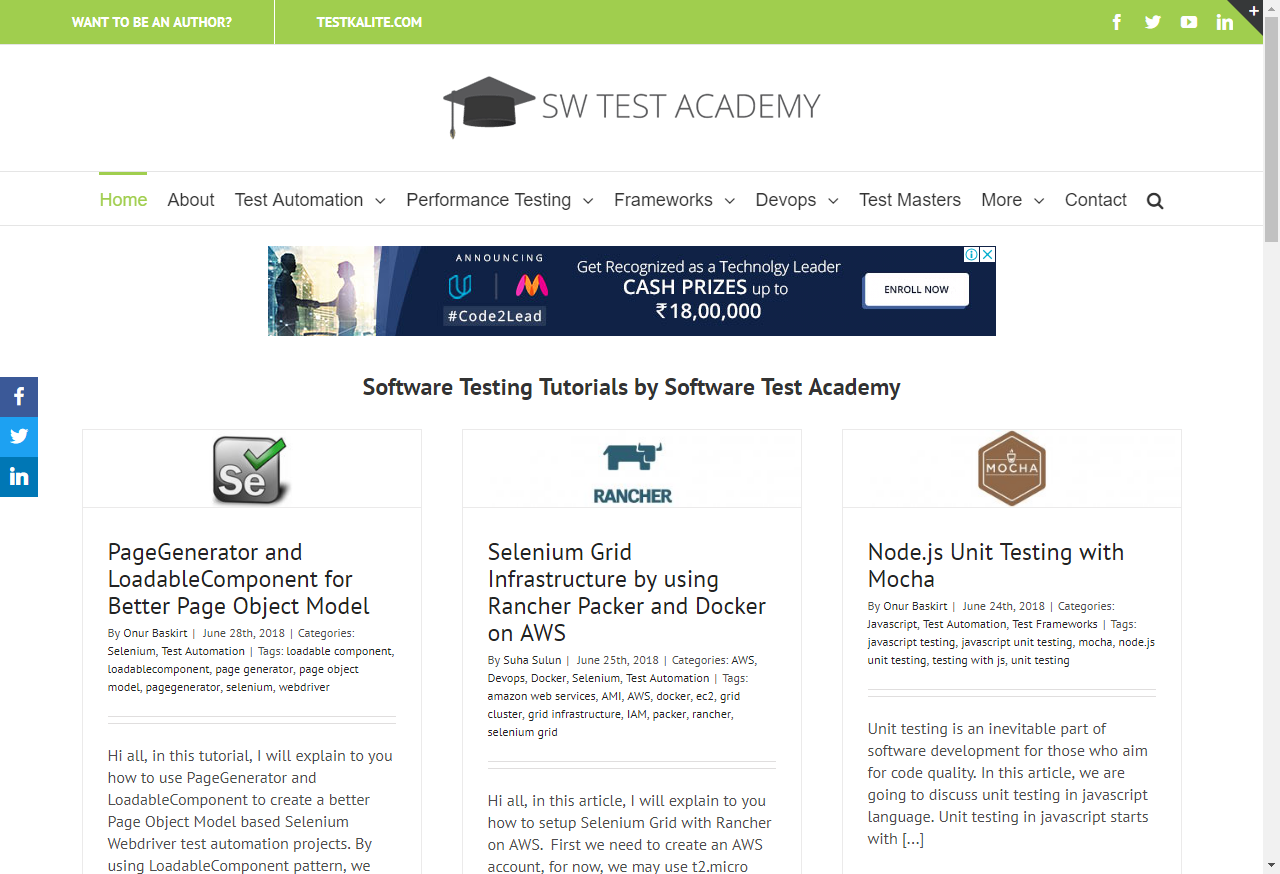 WANT TO BE AN AUTHOR? TESTKALITE.COM
SW TEST ACADEMY
Home About Test Automation Performance Testing Frameworks Devops Test Masters More Contact
ANNOUNCING
#Code2Lead
Get Recognized as a Technolgy Leader
CASH PRIZES up to
₹18,00,000
ENROLL NOW
Software Testing Tutorials by Software Test Academy
Se
PageGenerator and
LoadableComponent for
Better Page Object Model
By Onur Baskirt | June 28th, 2018 | Categories:
Selenium, Test Automation | Tags: loadable component,
loadablecomponent, page generator, page object
model, pagegenerator, selenium, webdriver
Hi all, in this tutorial, I will explain to you
how to use PageGenerator and
LoadableComponent to create a better
Page Object Model based Selenium
Webdriver test automation projects. By
using LoadableComponent pattern, we
RANCHER
Selenium Grid
Infrastructure by using
Rancher Packer and Docker
on AWS
By Suha Sulun | June 25th, 2018 | Categories: AWS,
Devops, Docker, Selenium, Test Automation | Tags:
amazon web services, AMI, AWS, docker, ec2, grid
cluster, grid infrastructure, IAM, packer, rancher,
selenium grid
Hi all, in this article, I will explain to you
how to setup Selenium Grid with Rancher
on AWS. First we need to create an AWS
account, for now, we may use t2.micro
MOCHA
Node.js Unit Testing with
Mocha
By Onur Baskirt | June 24th, 2018 | Categories:
Javascript, Test Automation, Test Frameworks | Tags:
javascript testing, javascript unit testing, mocha, node.js
unit testing, testing with js, unit testing
Unit testing is an inevitable part of
software development for those who aim
for code quality. In this article, we are
going to discuss unit testing in javascript
language. Unit testing in javascript starts
with [...]